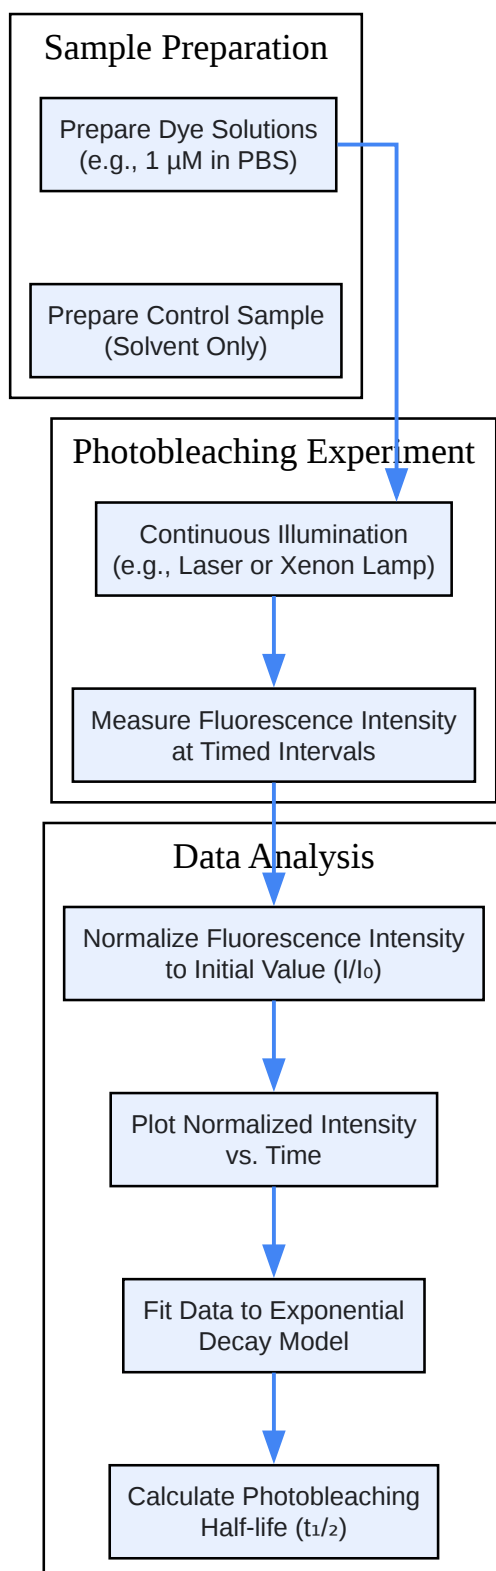 Sample Preparation
Prepare Dye Solutions
(e.g., 1 µM in PBS)
Prepare Control Sample
(Solvent Only)
Photobleaching Experiment
Continuous Illumination
(e.g., Laser or Xenon Lamp)
Measure Fluorescence Intensity
at Timed Intervals
Data Analysis
Normalize Fluorescence Intensity
to Initial Value (I/I₀)
Plot Normalized Intensity
vs. Time
Fit Data to Exponential
Decay Model
Calculate Photobleaching
Half-life (t₁/₂)